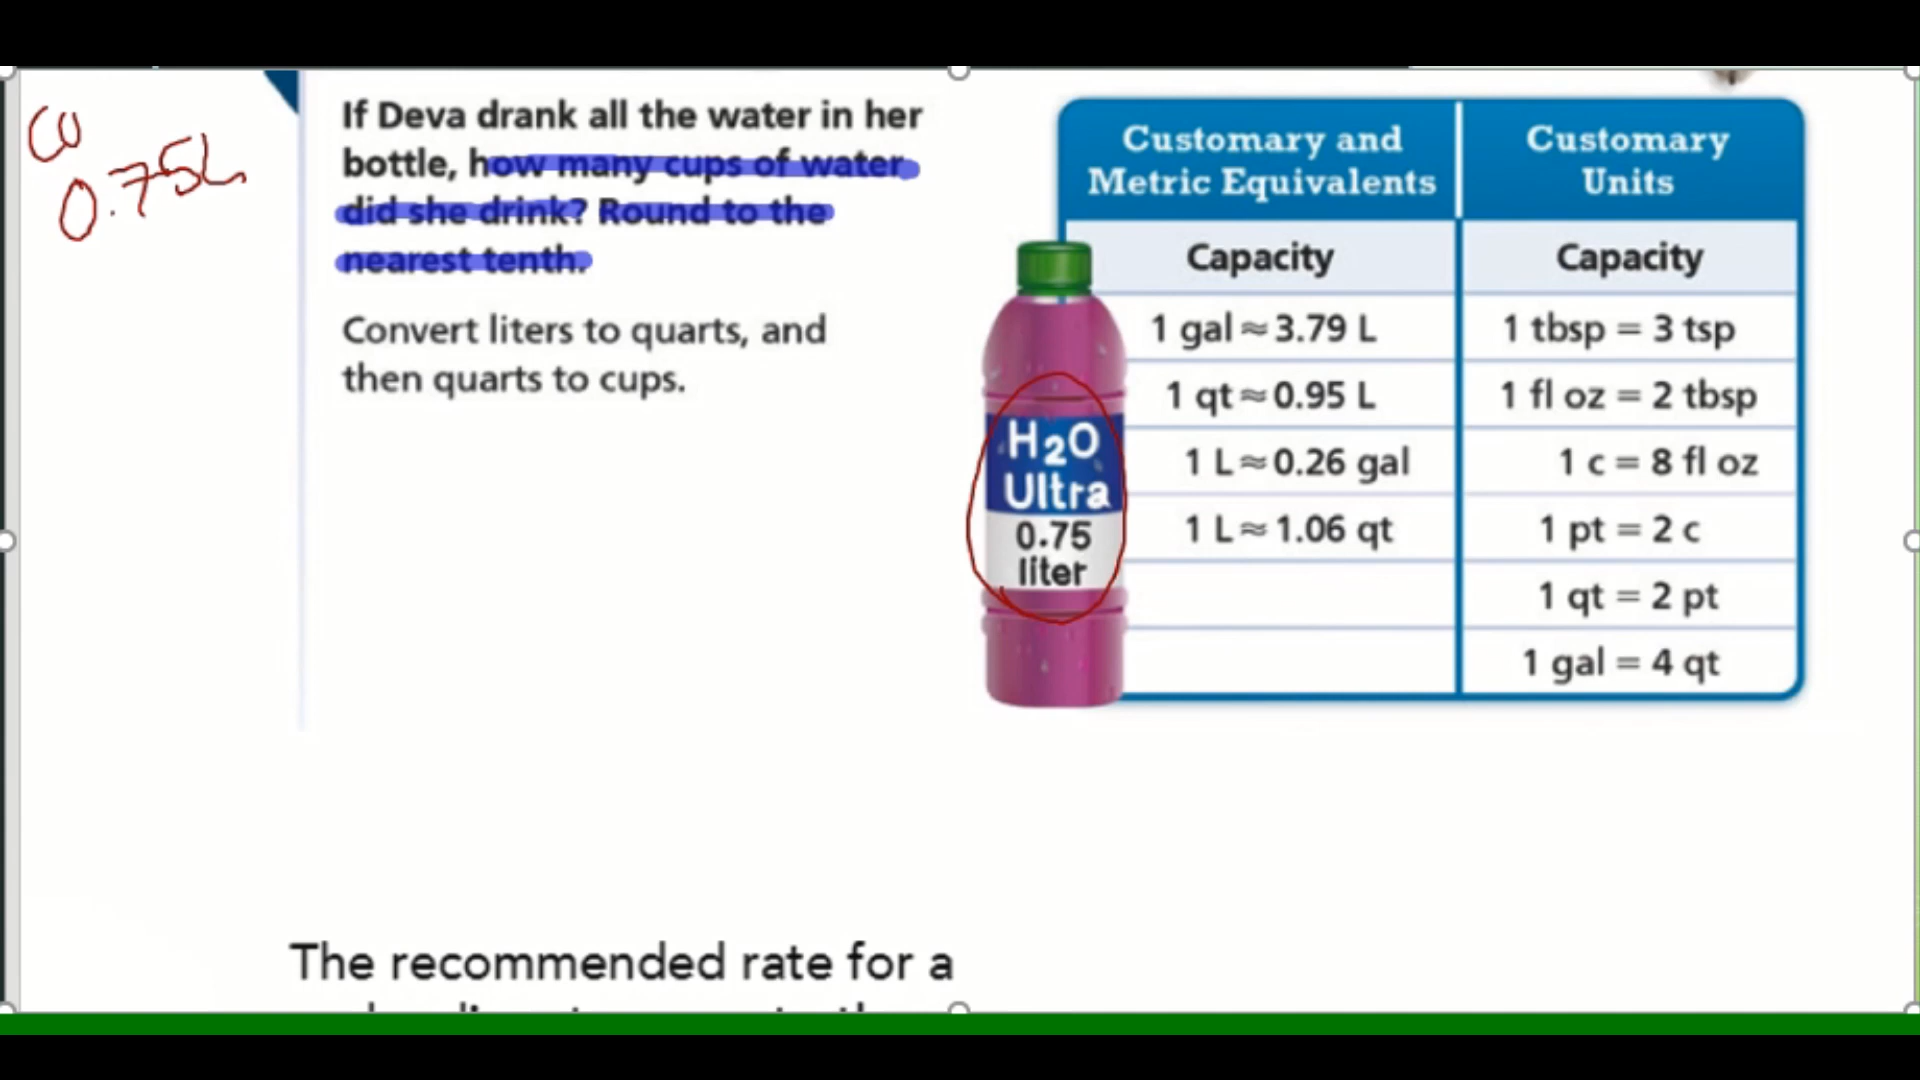 CU
0.75L
If Deva drank all the water in her
bottle, how many cups of water
did she drink? Round to the
nearest tenth.
Convert liters to quarts, and
then quarts to cups.
H2O
Ultra
0.75
liter
Customary and
Metric Equivalents
Customary
Units
Capacity
Capacity
1 gal ≈ 3.79 L
1 tbsp = 3 tsp
1 qt ≈ 0.95 L
1 fl oz = 2 tbsp
1 L ≈ 0.26 gal
1 c = 8 fl oz
1 L ≈ 1.06 qt
1 pt = 2 c
1 qt = 2 pt
1 gal = 4 qt
The recommended rate for a